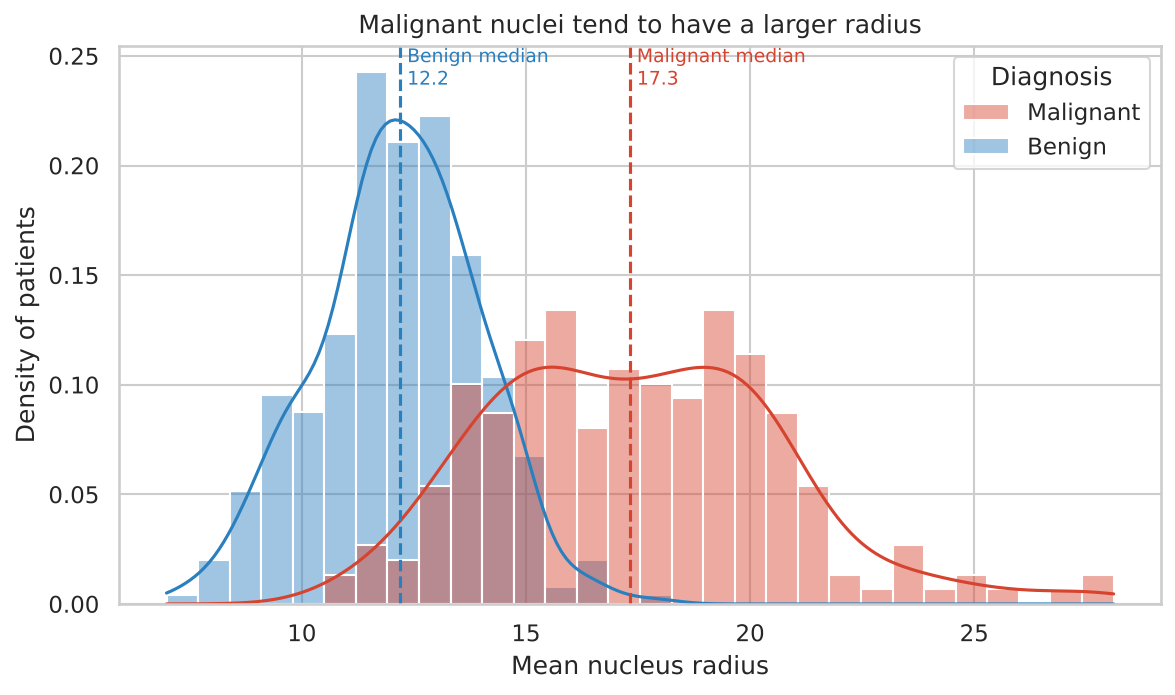 Malignant nuclei tend to have a larger radius
Benign median
12.2
Malignant median
17.3
Diagnosis
Malignant
Benign
Density of patients
0.25
0.20
0.15
0.10
0.05
0.00
10
15
20
25
Mean nucleus radius